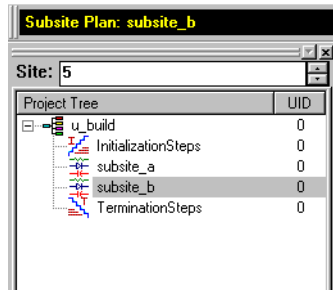 Subsite Plan: subsite_b
Site: 5
Project Tree UID
u_build 0
InitializationSteps 0
subsite_a 0
subsite_b 0
TerminationSteps 0